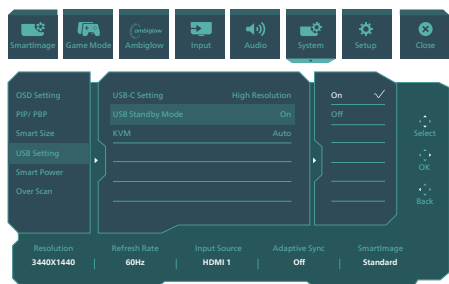 ambiglow
SmartImage Game Mode Ambiglow Input Audio System Setup Close
OSD Setting
PIP/ PBP
Smart Size
USB Setting
Smart Power
Over Scan
USB-C Setting High Resolution
USB Standby Mode On
KVM Auto
On
Off
Select
OK
Back
Resolution Refresh Rate Input Source Adaptive Sync SmartImage
3440X1440 | 60Hz | HDMI 1 | Off | Standard